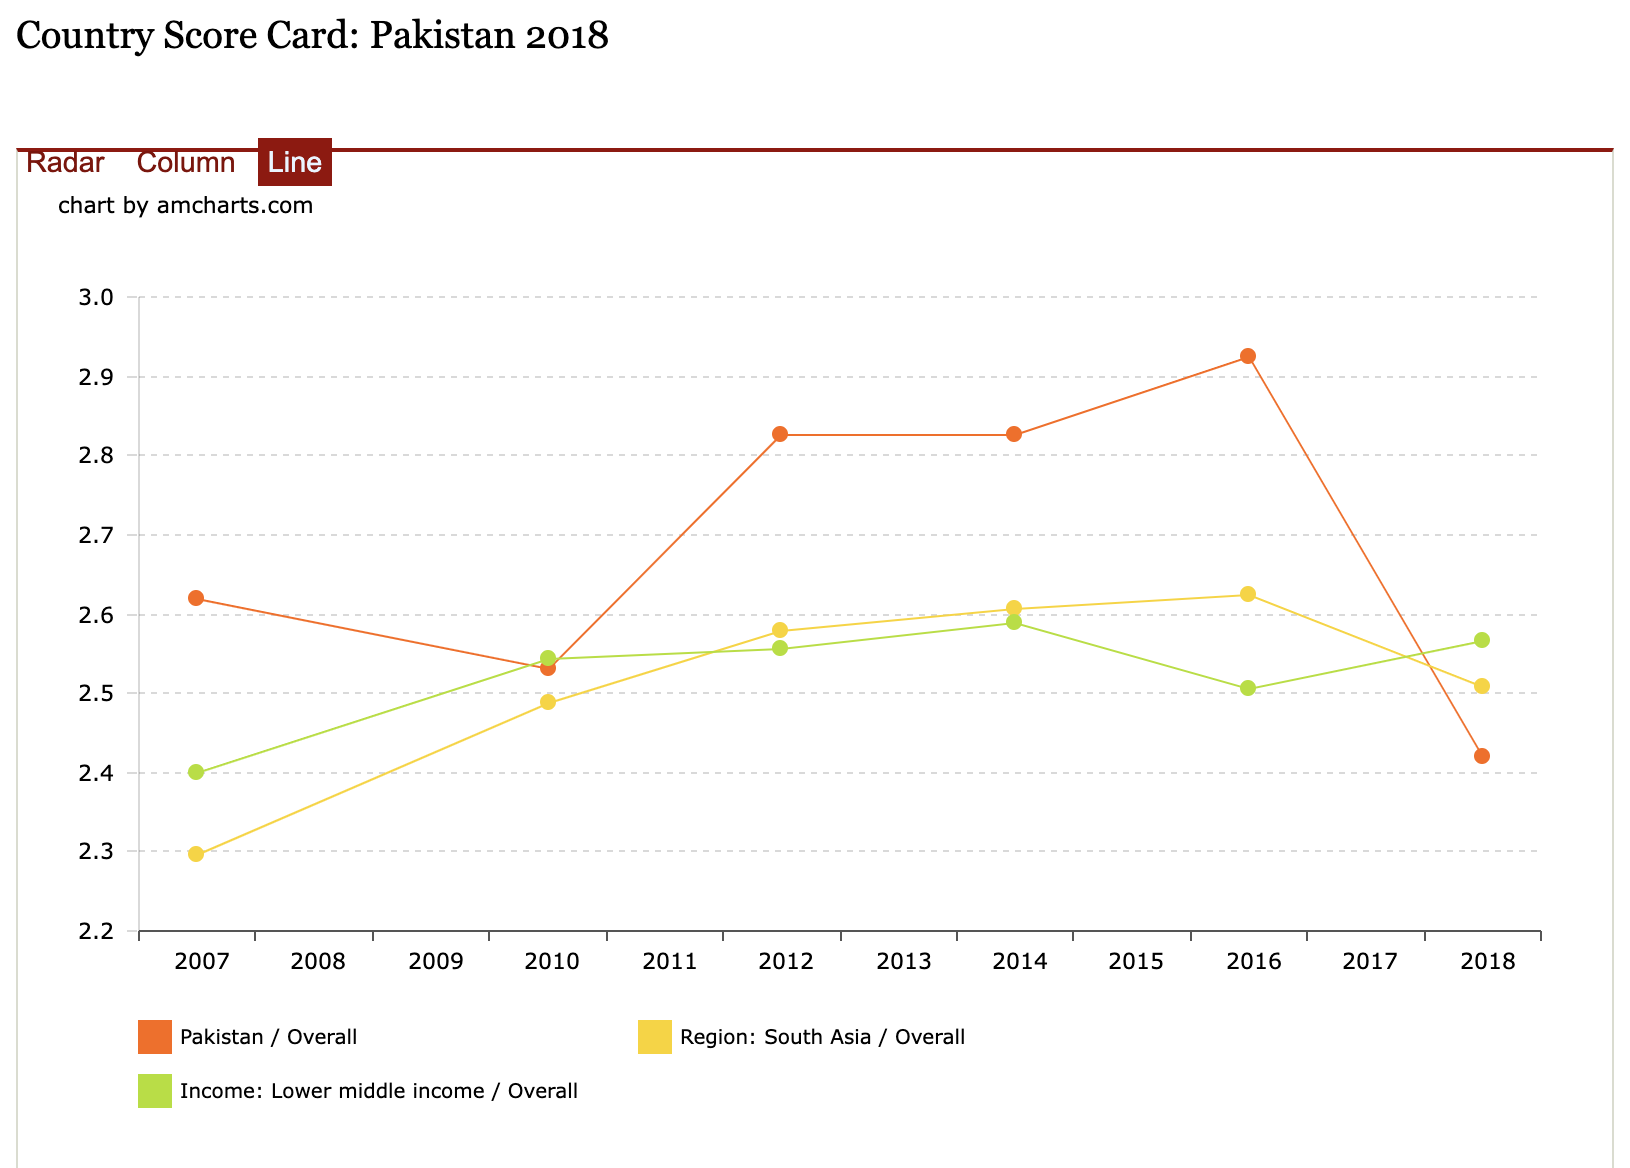 Country Score Card: Pakistan 2018
Radar Column Line
chart by amcharts.com
3.0
2.9
2.8
2.7
2.6
2.5
2.4
2.3
2.2
2007 2008 2009 2010 2011 2012 2013 2014 2015 2016 2017 2018
Pakistan / Overall Region: South Asia / Overall
Income: Lower middle income / Overall